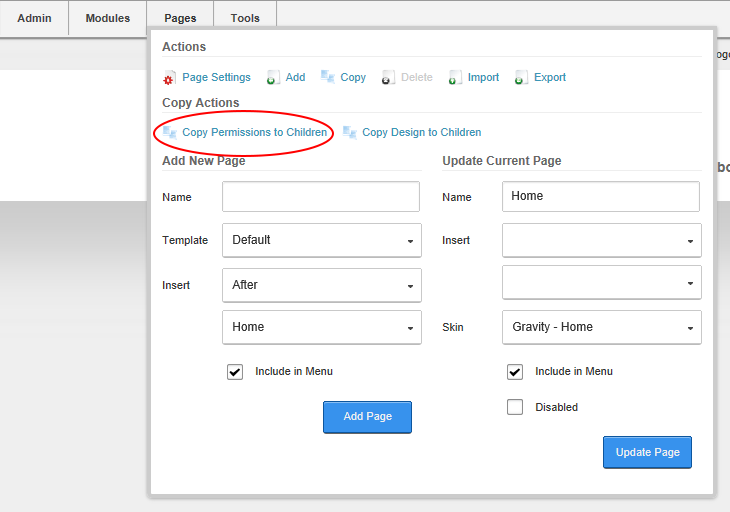 Admin Modules Pages Tools
Actions
Page Settings Add Copy Delete Import Export
Copy Actions
Copy Permissions to Children Copy Design to Children
Add New Page Update Current Page
Name Name Home
Template Default Insert
Insert After
Home Skin Gravity - Home
Include in Menu Include in Menu
Disabled
Add Page
Update Page